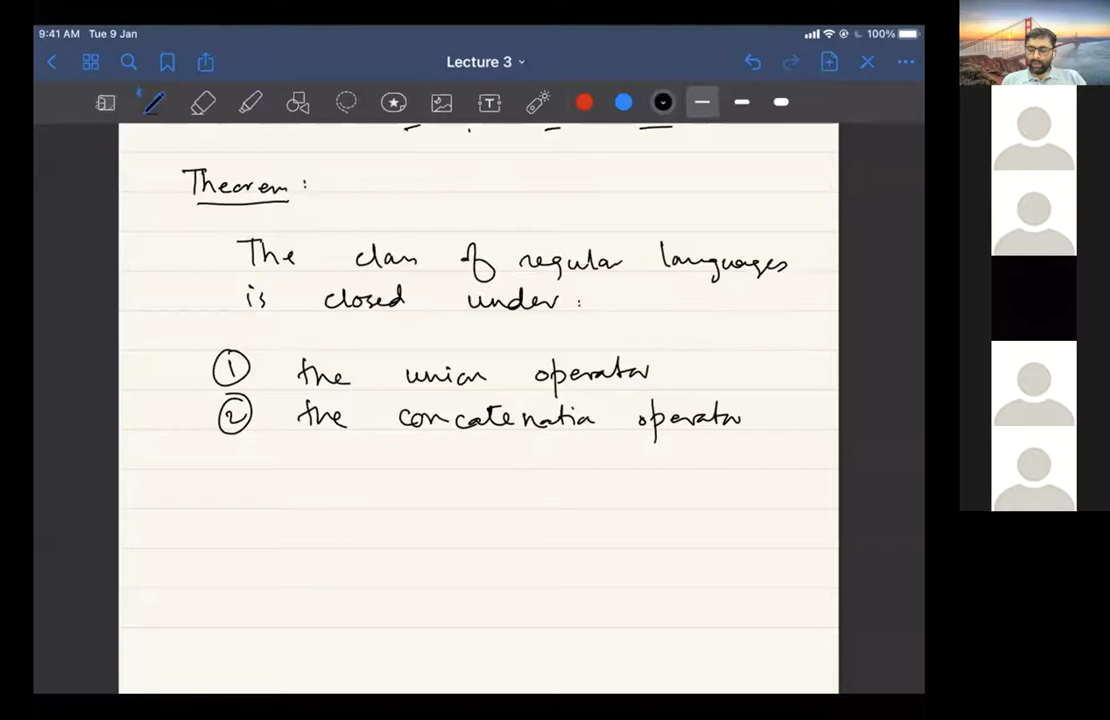 9:41 AM Tue 9 Jan
100%
Lecture 3
T
Theorem :
The class of regular languages
is closed under :
① the union operator
② the concatenation operator